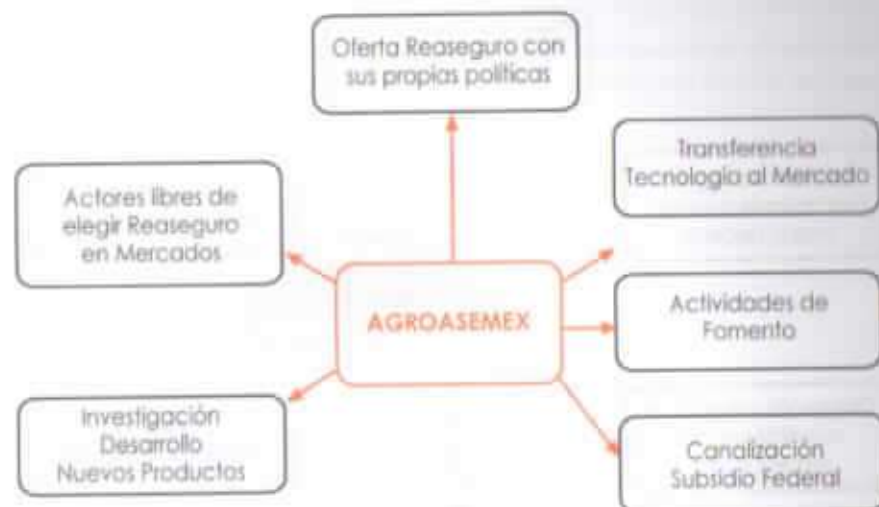 Oferta Reaseguro con
sus propias políticas
Transferencia
Tecnología al Mercado
Actores libres de
elegir Reaseguro
en Mercados
AGROASEMEX
Actividades de
Fomento
Investigación
Desarrollo
Nuevos Productos
Canalización
Subsidio Federal